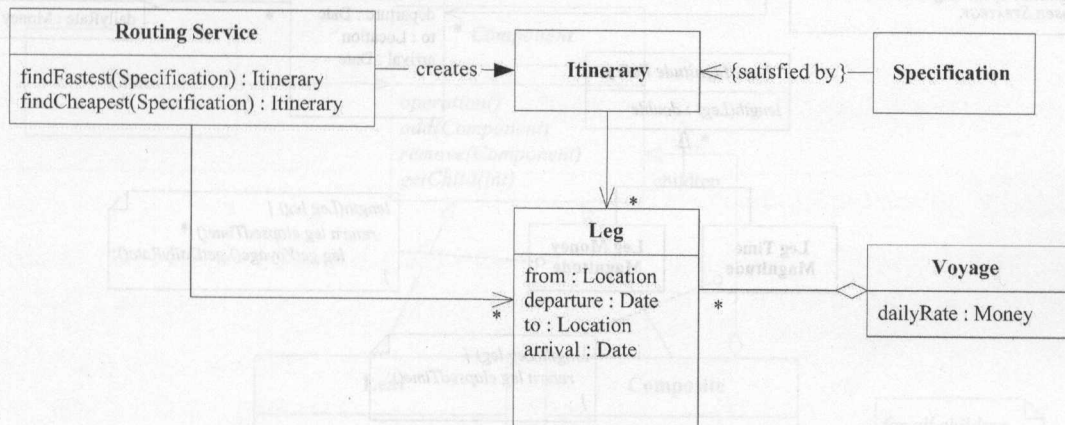 Routing Service
findFastest(Specification) : Itinerary
findCheapest(Specification) : Itinerary
creates
Itinerary
{satisfied by}
Specification
*
Leg
from : Location
departure : Date
to : Location
arrival : Date
*
*
Voyage
dailyRate : Money